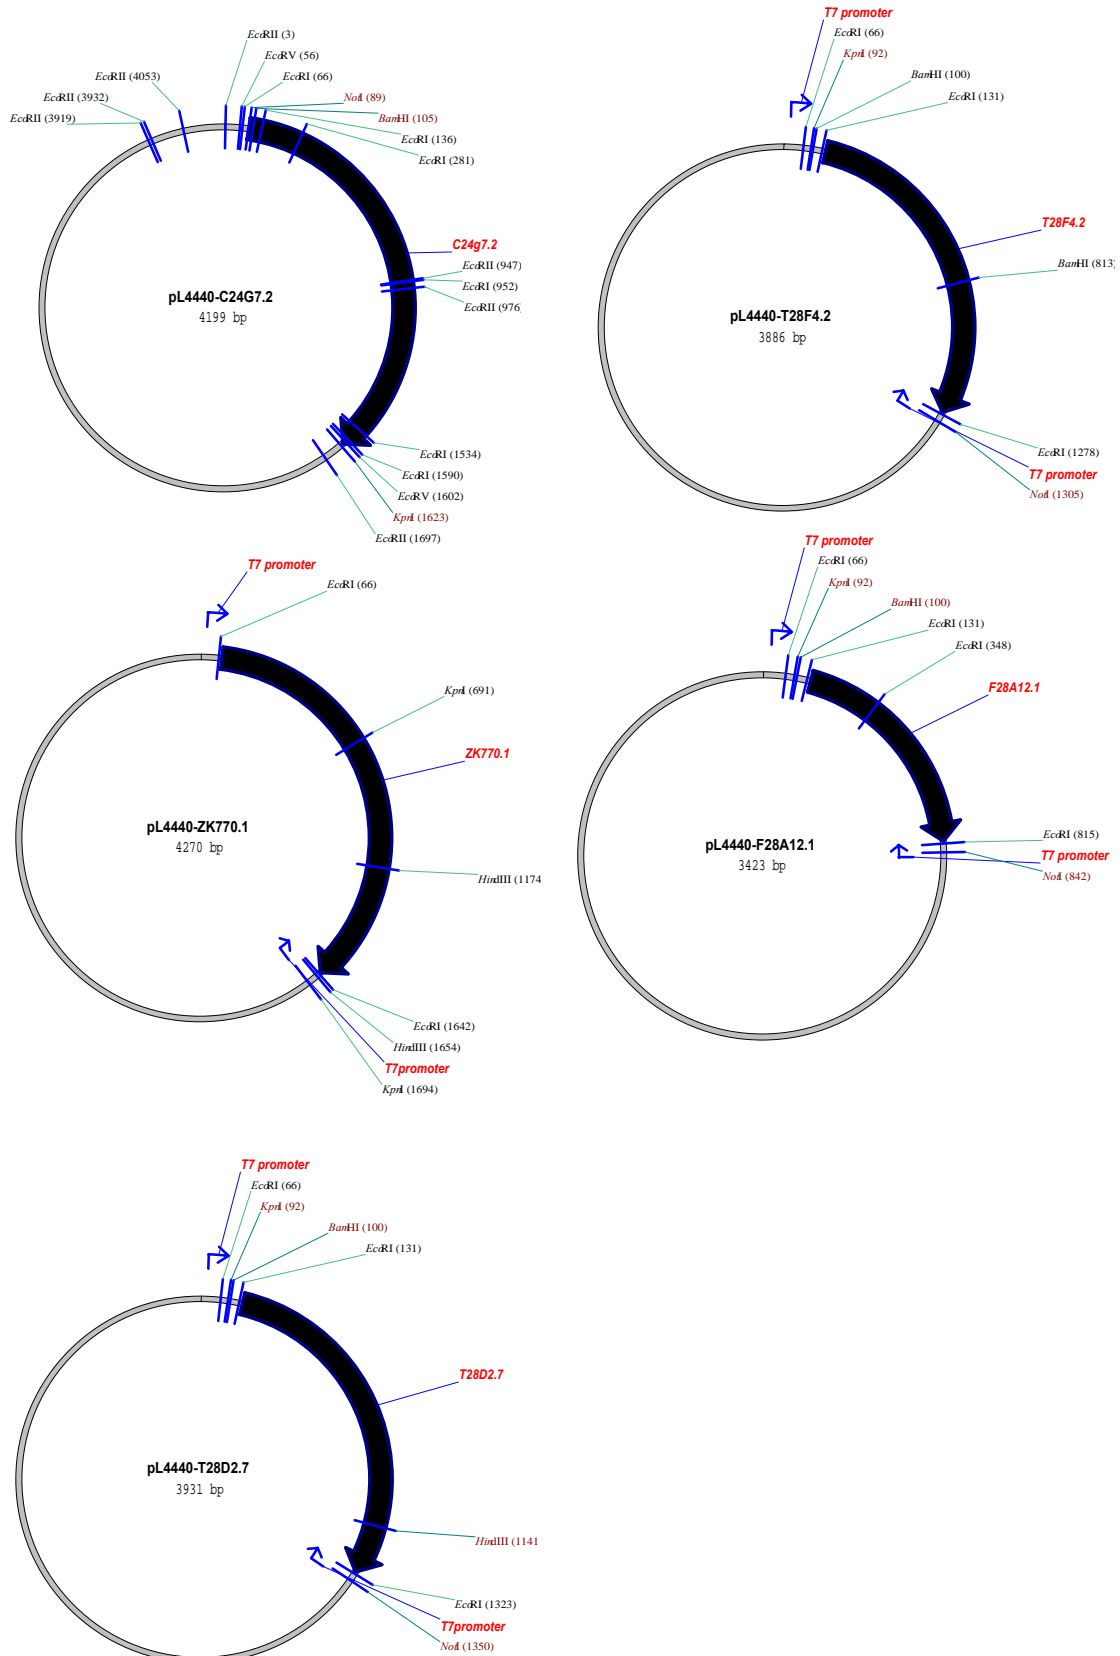 EcoRII (3)
EcoRV (56)
EcoRI (66)
EcoRII (4053)
EcoRII (3932)
EcoRII (3919)
NotI (89)
BamHI (105)
EcoRI (136)
EcoRI (281)
C24g7.2
EcoRII (947)
EcoRI (952)
EcoRII (976)
pL4440-C24G7.2
4199 bp
EcoRI (1534)
EcoRI (1590)
EcoRV (1602)
KpnI (1623)
EcoRII (1697)
T7 promoter
EcoRI (66)
KpnI (92)
BamHI (100)
EcoRI (131)
T28F4.2
BamHI (813)
pL4440-T28F4.2
3886 bp
EcoRI (1278)
T7 promoter
NotI (1305)
T7 promoter
EcoRI (66)
KpnI (691)
ZK770.1
pL4440-ZK770.1
4270 bp
HindIII (1174
EcoRI (1642)
HindIII (1654)
T7promoter
KpnI (1694)
T7 promoter
EcoRI (66)
KpnI (92)
BamHI (100)
EcoRI (131)
EcoRI (348)
F28A12.1
pL4440-F28A12.1
3423 bp
EcoRI (815)
T7 promoter
NotI (842)
T7 promoter
EcoRI (66)
KpnI (92)
BamHI (100)
EcoRI (131)
T28D2.7
pL4440-T28D2.7
3931 bp
HindIII (1141
EcoRI (1323)
T7promoter
NotI (1350)